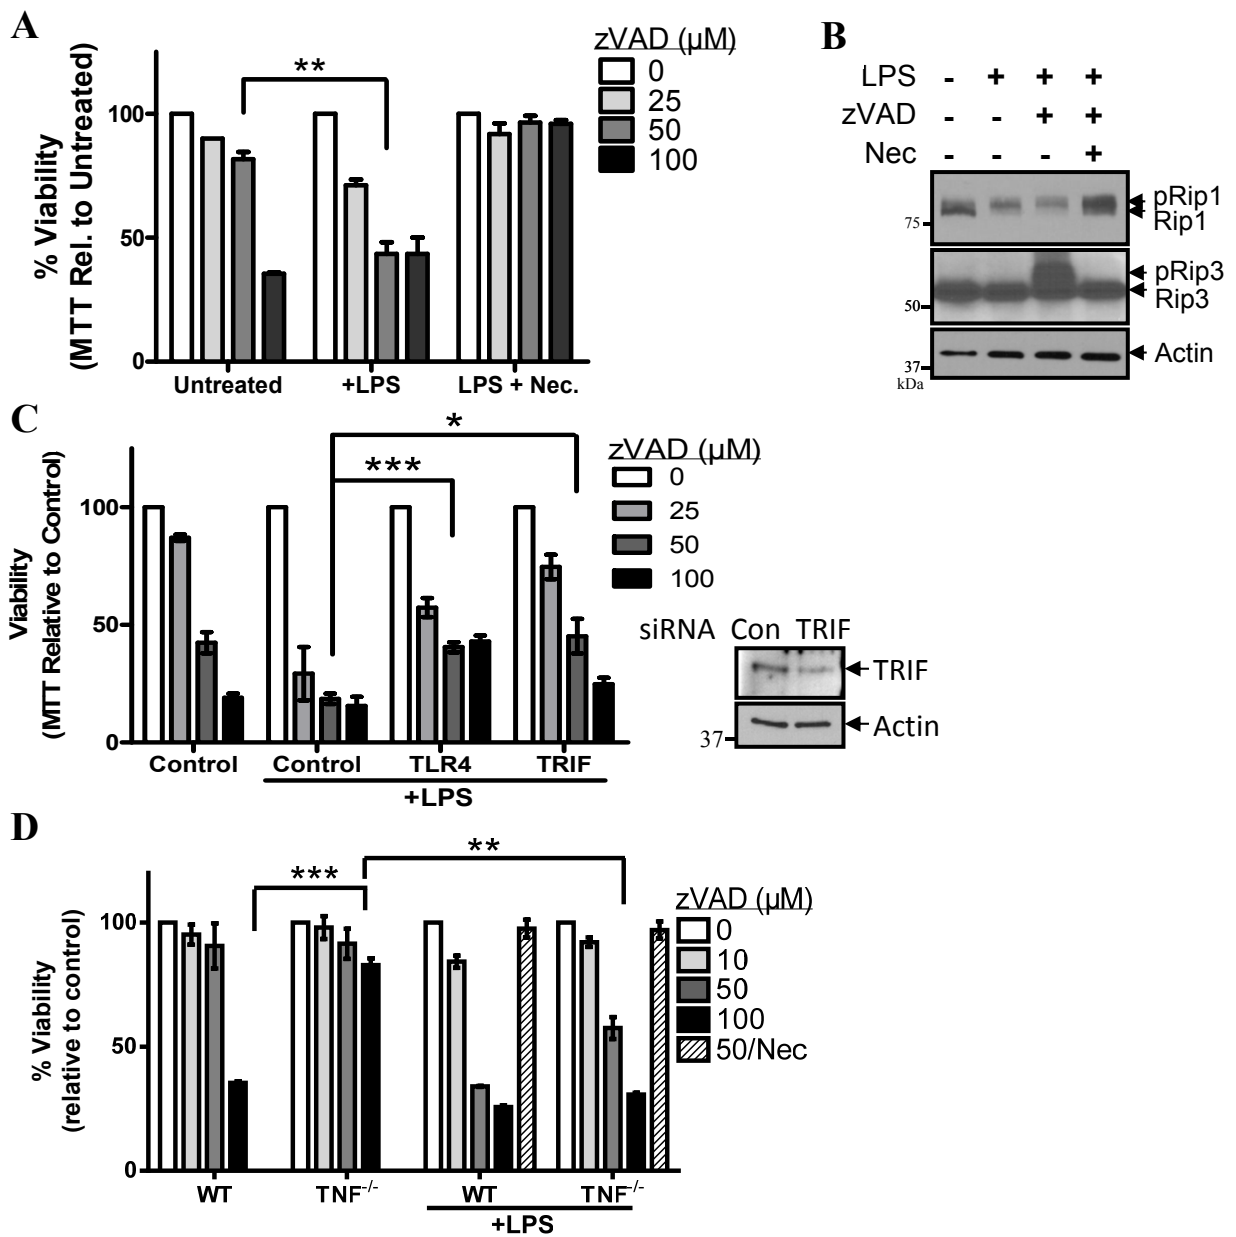 A
% Viability
(MTT Rel. to Untreated)
100
50
0
**
Untreated
+LPS
LPS + Nec.
zVAD (µM)
0
25
50
100
B
LPS - + + +
zVAD - - + +
Nec - - - +
75
pRip1
Rip1
50
pRip3
Rip3
37
kDa
Actin
C
Viability
(MTT Relative to Control)
100
50
0
***
*
Control
Control
TLR4
TRIF
+LPS
zVAD (µM)
0
25
50
100
siRNA Con TRIF
TRIF
37
Actin
D
% Viability
(relative to control)
100
50
0
***
**
WT
TNF-/-
WT
TNF-/-
+LPS
zVAD (µM)
0
10
50
100
50/Nec